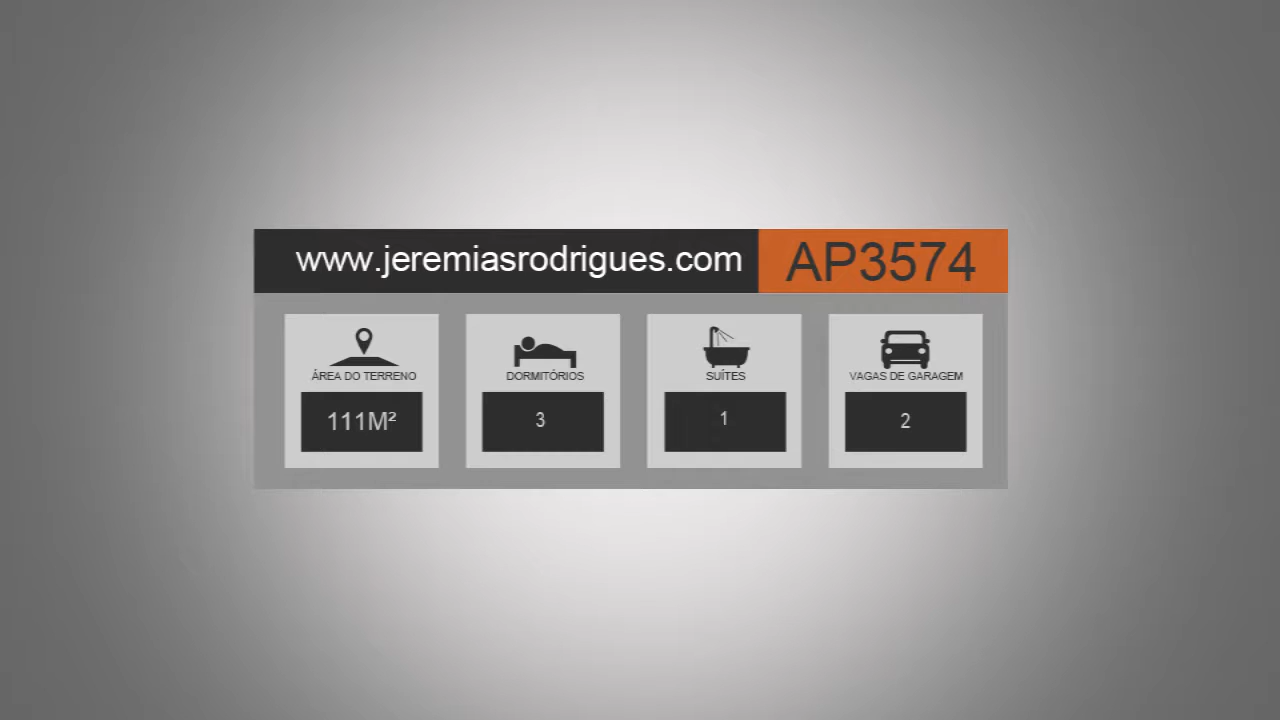 www.jeremiasrodrigues.com
AP3574
ÁREA DO TERRENO
111M²
DORMITÓRIOS
3
SUÍTES
1
VAGAS DE GARAGEM
2